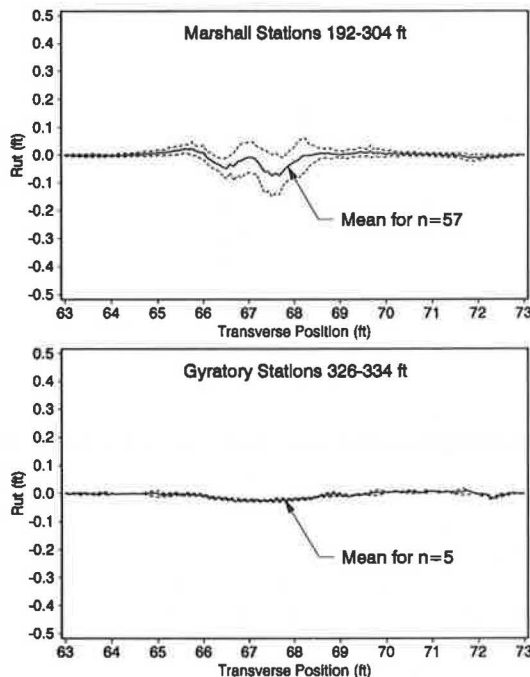 Marshall Stations 192-304 ft
0.5
0.4
0.3
0.2
0.1
0.0
-0.1
-0.2
-0.3
-0.4
-0.5
Rut (ft)
Mean for n=57
63 64 65 66 67 68 69 70 71 72 73
Transverse Position (ft)
Gyratory Stations 326-334 ft
0.5
0.4
0.3
0.2
0.1
0.0
-0.1
-0.2
-0.3
-0.4
-0.5
Rut (ft)
Mean for n=5
63 64 65 66 67 68 69 70 71 72 73
Transverse Position (ft)